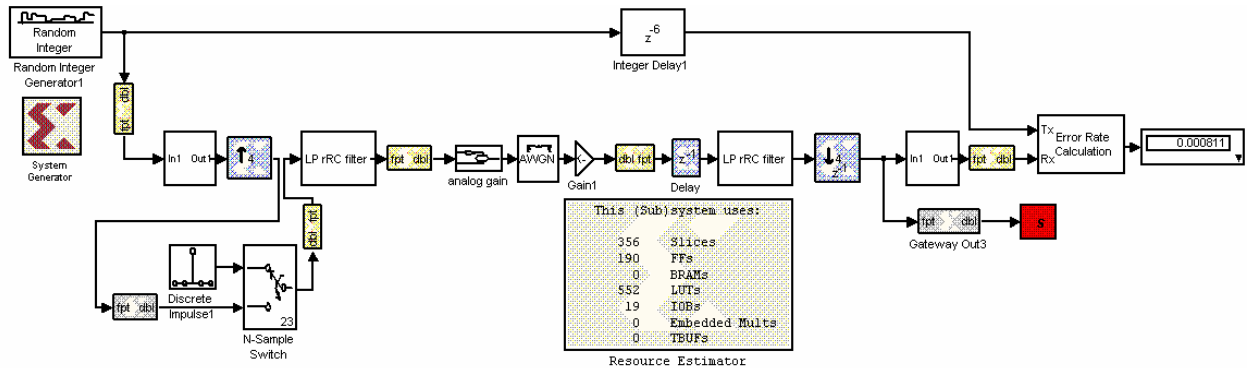 Random
Integer
Random Integer
Generator1
z-6
Integer Delay1
fpt dbl
System
Generator
In1 Out1
4
LP rRC filter
fpt dbl
analog gain
AWGN
-K-
Gain1
dbl fpt
z-1
Delay
LP rRC filter
4
z-1
In1 Out1
fpt dbl
Tx
Rx
Error Rate
Calculation
0.000811
fpt dbl
Gateway Out3
s
dbl fpt
fpt dbl
Discrete
Impulse1
23
N-Sample
Switch
This (Sub)system uses:
356 Slices
190 FFs
0 BRAMs
552 LUTs
19 IOBs
0 Embedded Mults
0 TBUFs
Resource Estimator